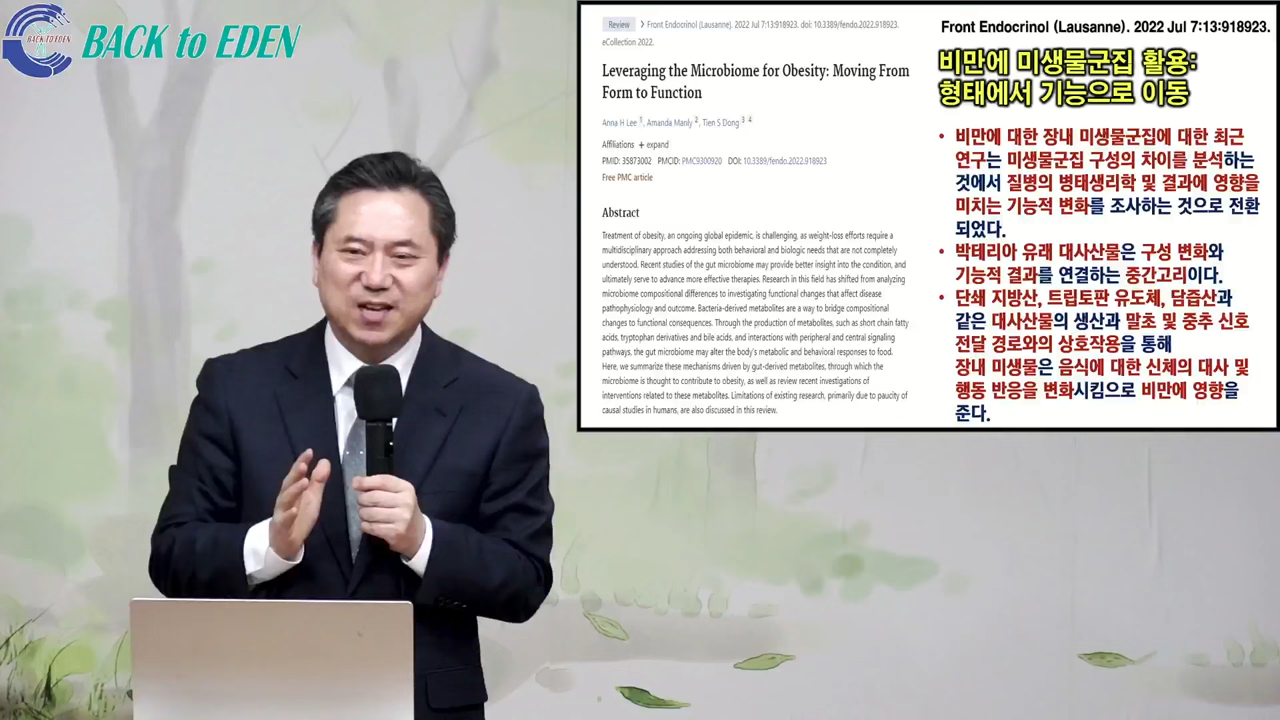 BACK TO EDEN
BACK to EDEN
Review > Front Endocrinol (Lausanne). 2022 Jul 7:13:918923. doi: 10.3389/fendo.2022.918923.
eCollection 2022.
Leveraging the Microbiome for Obesity: Moving From
Form to Function
Anna H Lee 1, Amanda Manly 2, Tien S Dong 3 4
Affiliations + expand
PMID: 35873002 PMCID: PMC9300920 DOI: 10.3389/fendo.2022.918923
Free PMC article
Abstract
Treatment of obesity, an ongoing global epidemic, is challenging, as weight-loss efforts require a
multidisciplinary approach addressing both behavioral and biologic needs that are not completely
understood. Recent studies of the gut microbiome may provide better insight into the condition, and
ultimately serve to advance more effective therapies. Research in this field has shifted from analyzing
microbiome compositional differences to investigating functional changes that affect disease
pathophysiology and outcome. Bacteria-derived metabolites are a way to bridge compositional
changes to functional consequences. Through the production of metabolites, such as short chain fatty
acids, tryptophan derivatives and bile acids, and interactions with peripheral and central signaling
pathways, the gut microbiome may alter the body's metabolic and behavioral responses to food.
Here, we summarize these mechanisms driven by gut-derived metabolites, through which the
microbiome is thought to contribute to obesity, as well as review recent investigations of
interventions related to these metabolites. Limitations of existing research, primarily due to paucity of
causal studies in humans, are also discussed in this review.
Front Endocrinol (Lausanne). 2022 Jul 7:13:918923.
비만에 미생물군집 활용:
형태에서 기능으로 이동
• 비만에 대한 장내 미생물군집에 대한 최근
연구는 미생물군집 구성의 차이를 분석하는
것에서 질병의 병태생리학 및 결과에 영향을
미치는 기능적 변화를 조사하는 것으로 전환
되었다.
• 박테리아 유래 대사산물은 구성 변화와
기능적 결과를 연결하는 중간고리이다.
• 단쇄 지방산, 트립토판 유도체, 담즙산과
같은 대사산물의 생산과 말초 및 중추 신호
전달 경로와의 상호작용을 통해
장내 미생물은 음식에 대한 신체의 대사 및
행동 반응을 변화시킴으로 비만에 영향을
준다.